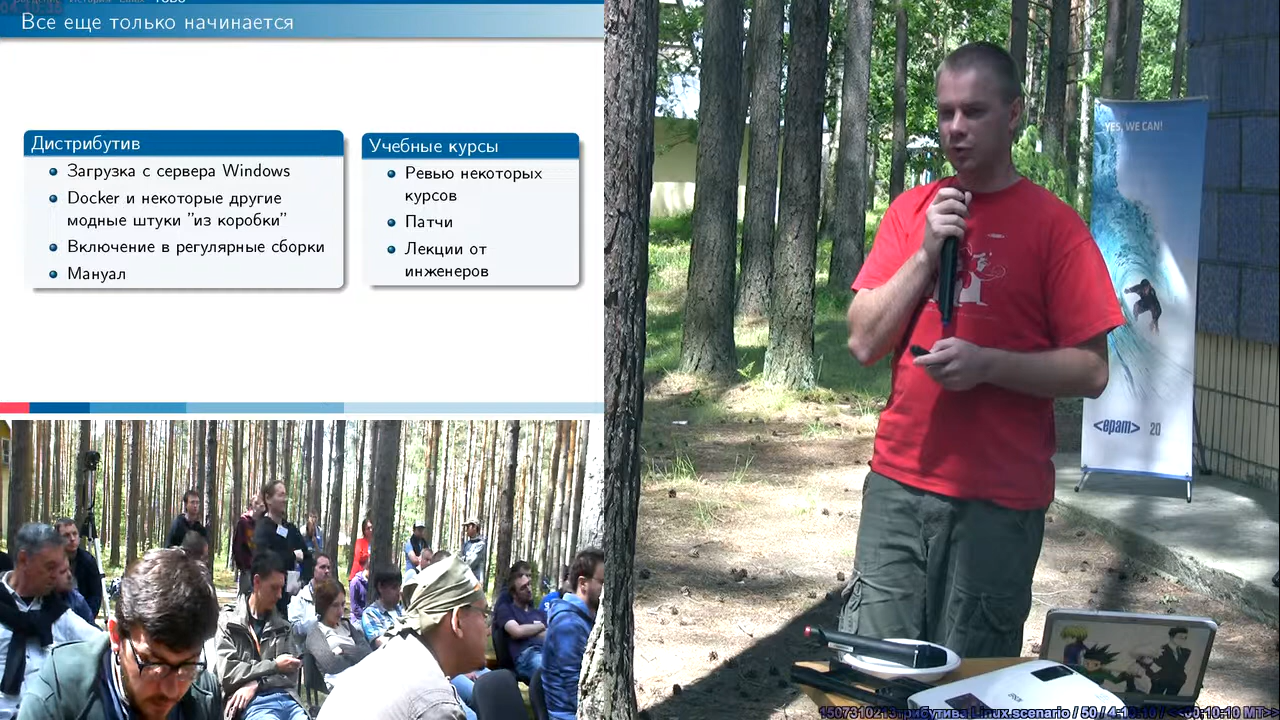 Все еще только начинается
Дистрибутив
Загрузка с сервера Windows
Docker и некоторые другие
модные штуки "из коробки"
Включение в регулярные сборки
Мануал
Учебные курсы
Ревью некоторых
курсов
Патчи
Лекции от
инженеров
YES, WE CAN!
<epam> 20